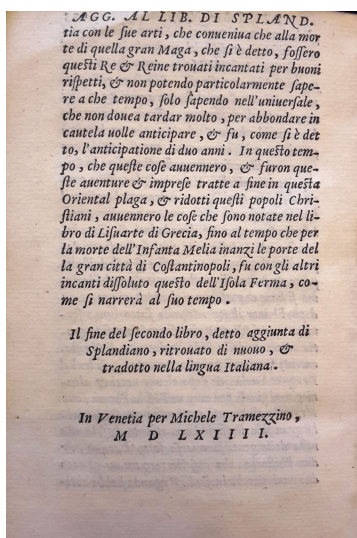 AGG. AL LIB. DI SPLAND.
tia con le sue arti, che conueniua che alla mor
te di quella gran Maga, che si è detto, fossero
questi Re & Reine trouati incantati per buoni
rispetti, & non potendo particolarmente sape-
re a che tempo, solo sapendo nell'uniuersale,
che non douea tardar molto, per abbondare in
cautela uolle anticipare, & fu, come si è det
to, l'anticipatione di duo anni. In questo tem-
po, che queste cose auuennero, & furon que-
ste auenture & imprese tratte a fine in questa
Oriental plaga, & ridotti questi popoli Chri-
stiani, auuennero le cose che sono notate nel li-
bro di Lisuarte di Grecia, fino al tempo che per
la morte dell'Infanta Melia inanzi le porte del
la gran città di Costantinopoli, fu con gli altri
incanti dissoluto questo dell'Isola Ferma, co-
me si narrerà al suo tempo.
Il fine del secondo libro, detto aggiunta di
Splandiano, ritrouato di nuouo, &
tradotto nella lingua Italiana.
In Venetia per Michele Tramezzino,
M D LXIIII.